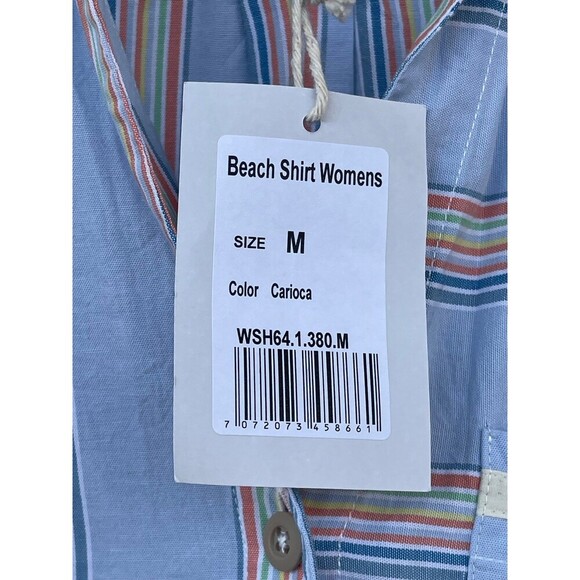 Beach Shirt Womens
SIZE M
Color Carioca
WSH64.1.380.M
7 072073 458661